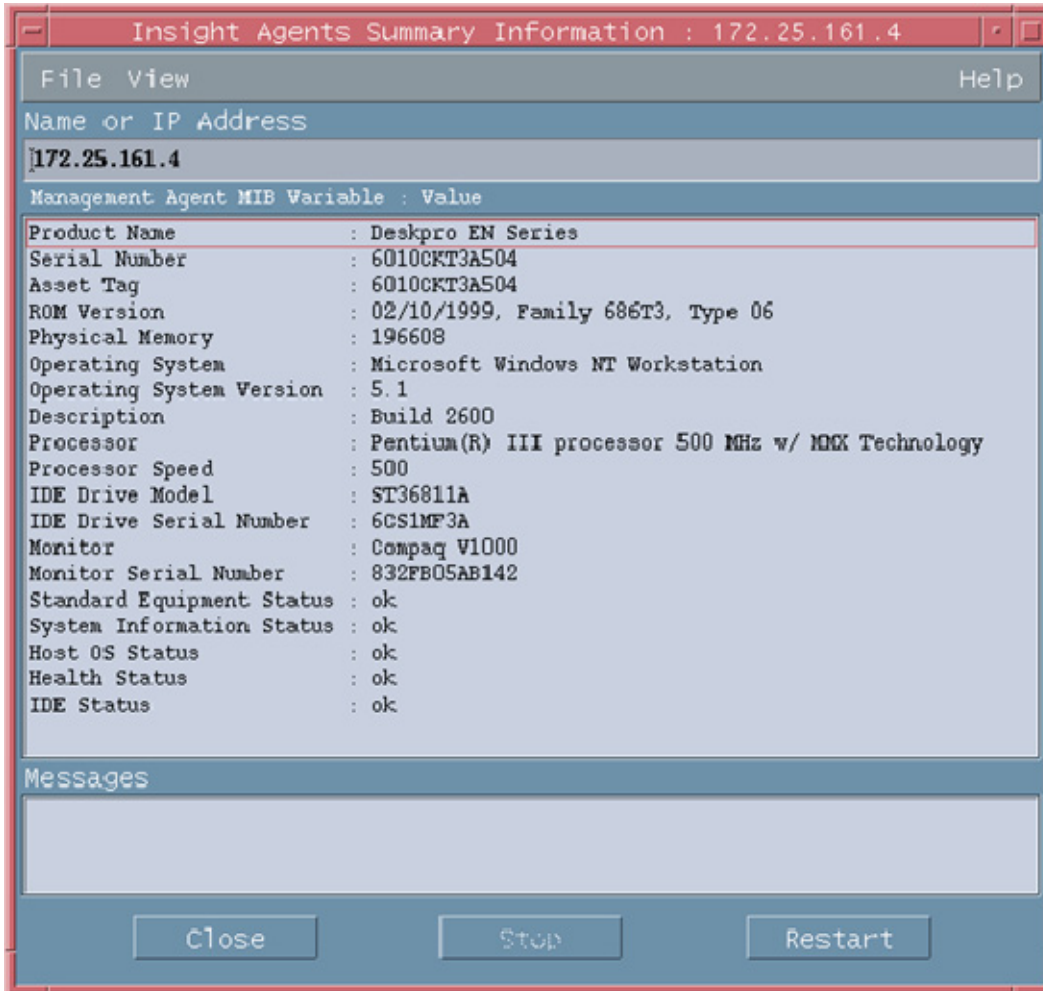 Insight Agents Summary Information : 172.25.161.4
File View Help
Name or IP Address
172.25.161.4
Management Agent MIB Variable : Value
Product Name : Deskpro EN Series
Serial Number : 6010CKT3A504
Asset Tag : 6010CKT3A504
ROM Version : 02/10/1999, Family 686T3, Type 06
Physical Memory : 196608
Operating System : Microsoft Windows NT Workstation
Operating System Version : 5.1
Description : Build 2600
Processor : Pentium(R) III processor 500 MHz w/ MMX Technology
Processor Speed : 500
IDE Drive Model : ST36811A
IDE Drive Serial Number : 6CS1MF3A
Monitor : Compaq V1000
Monitor Serial Number : 832FB05AB142
Standard Equipment Status : ok
System Information Status : ok
Host OS Status : ok
Health Status : ok
IDE Status : ok
Messages
Close Stop Restart